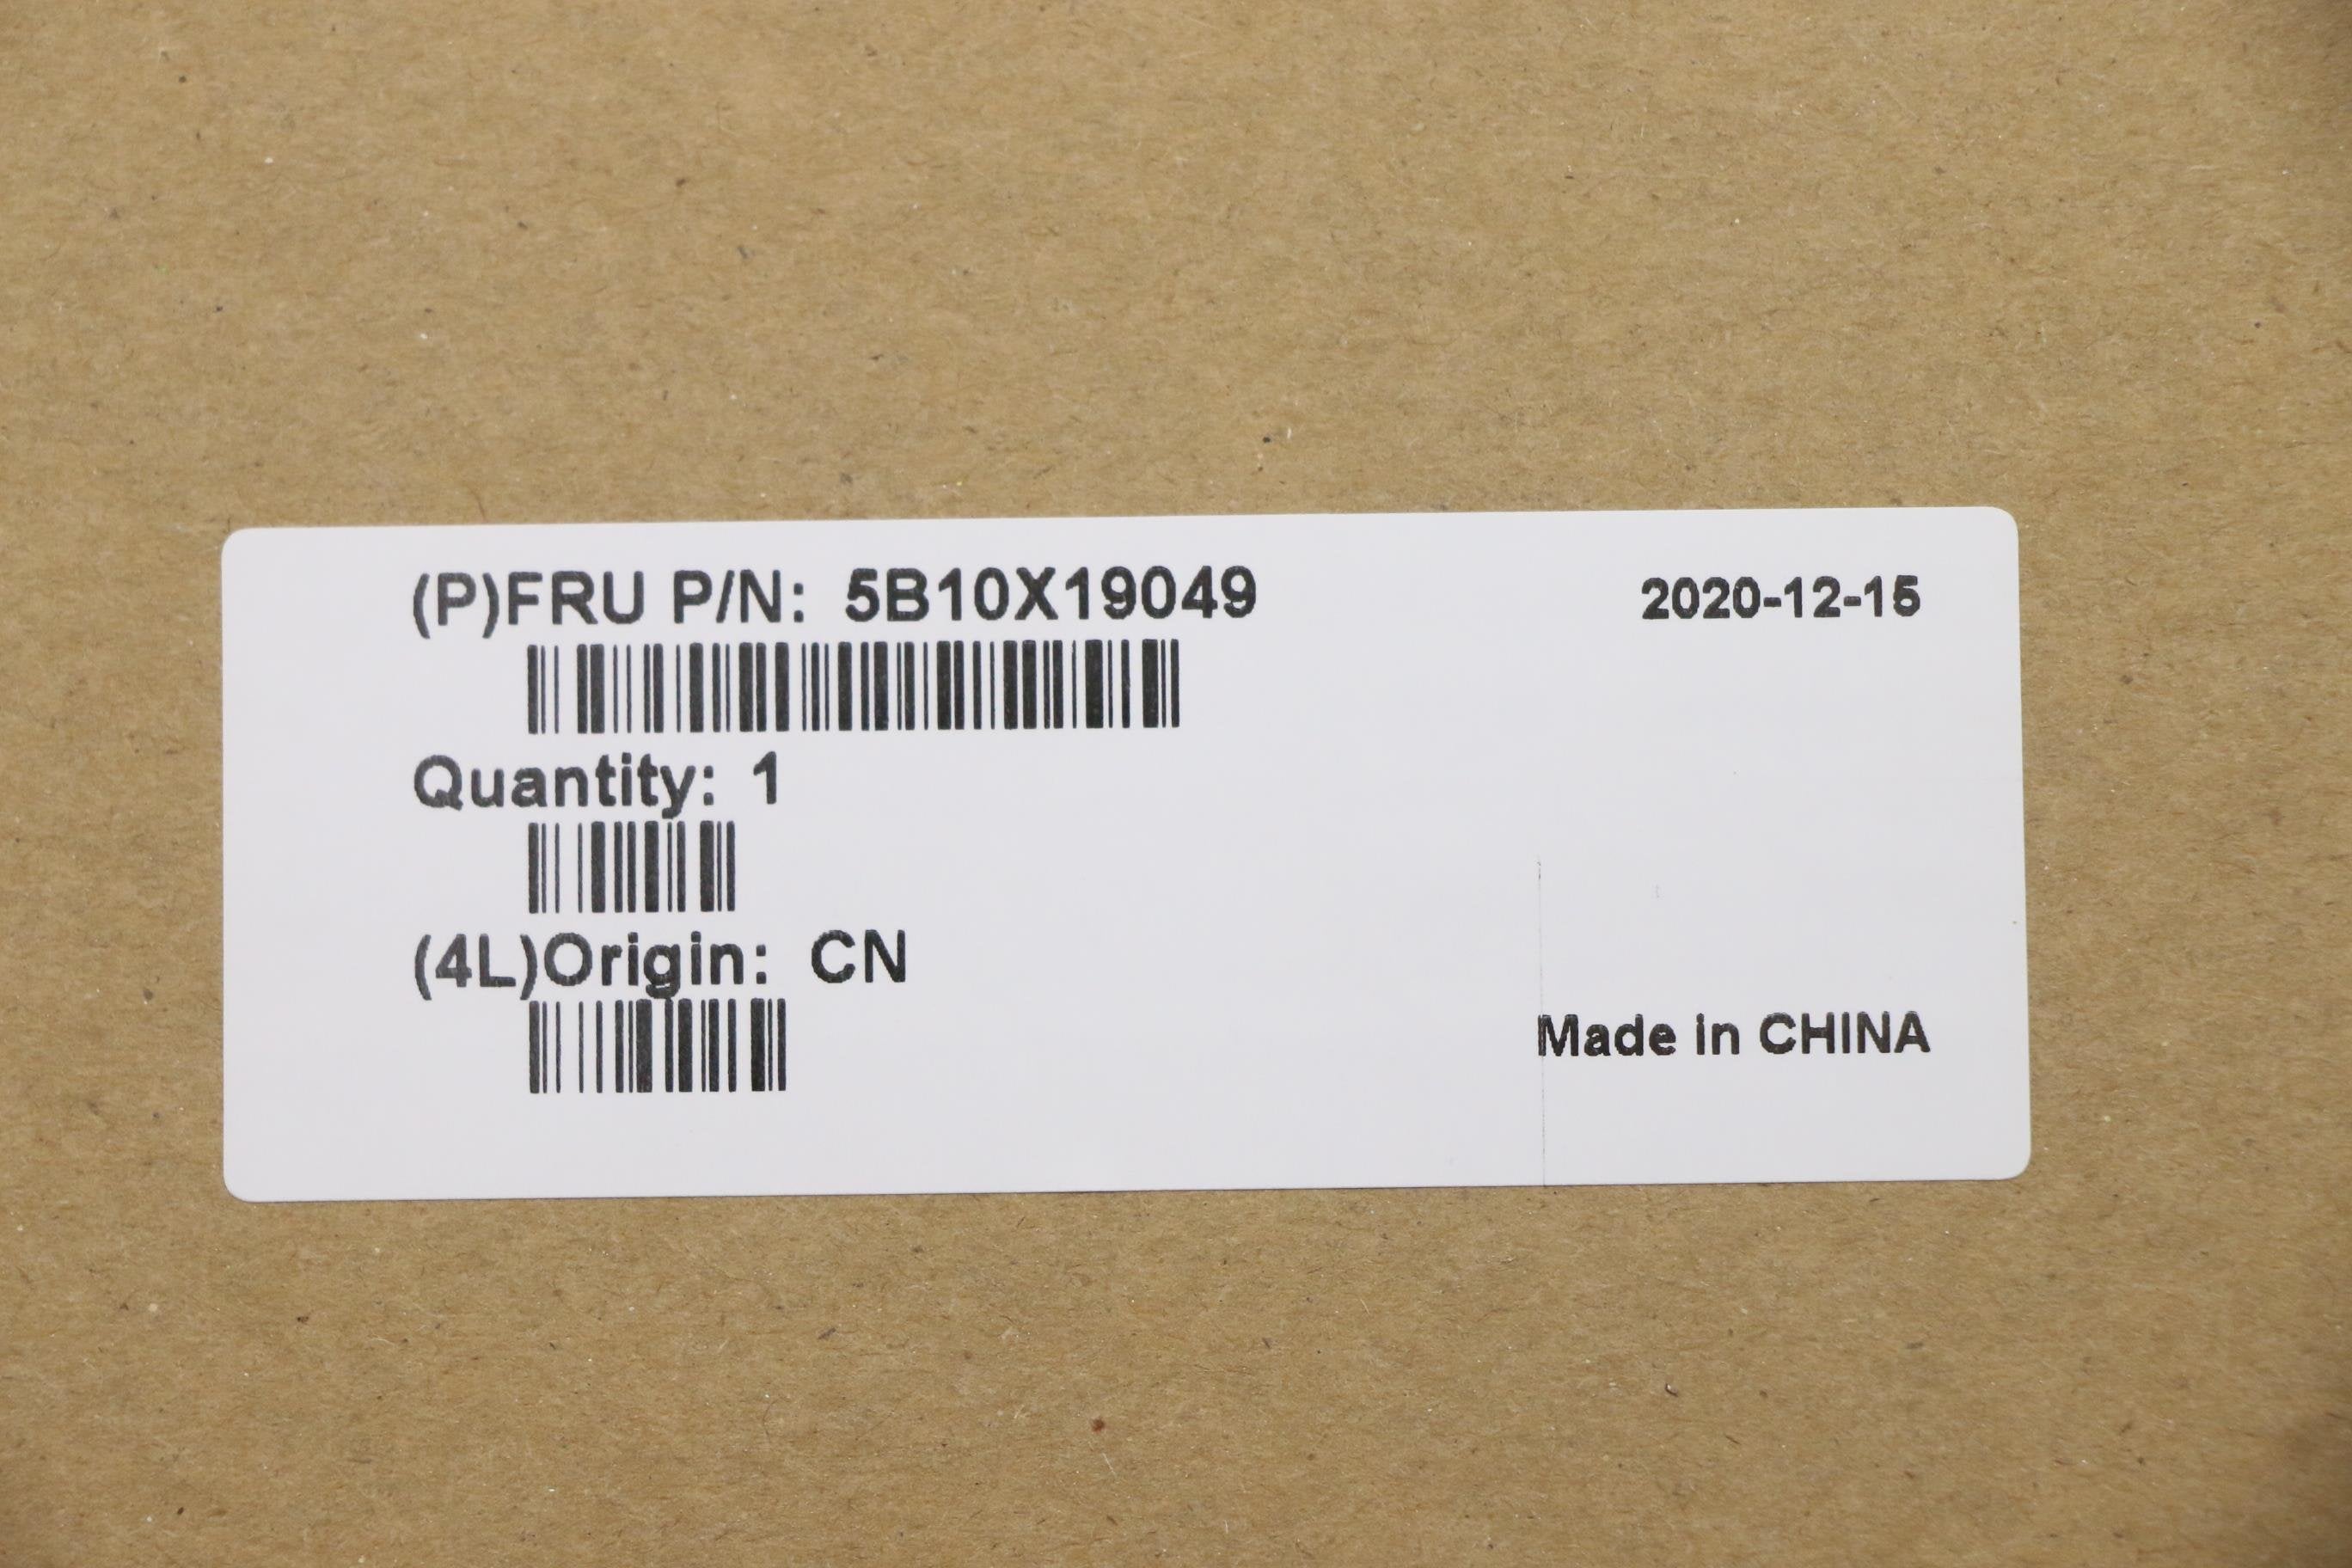 (P)FRU P/N: 5B10X19049
2020-12-15
Quantity: 1
(4L)Origin: CN
Made in CHINA